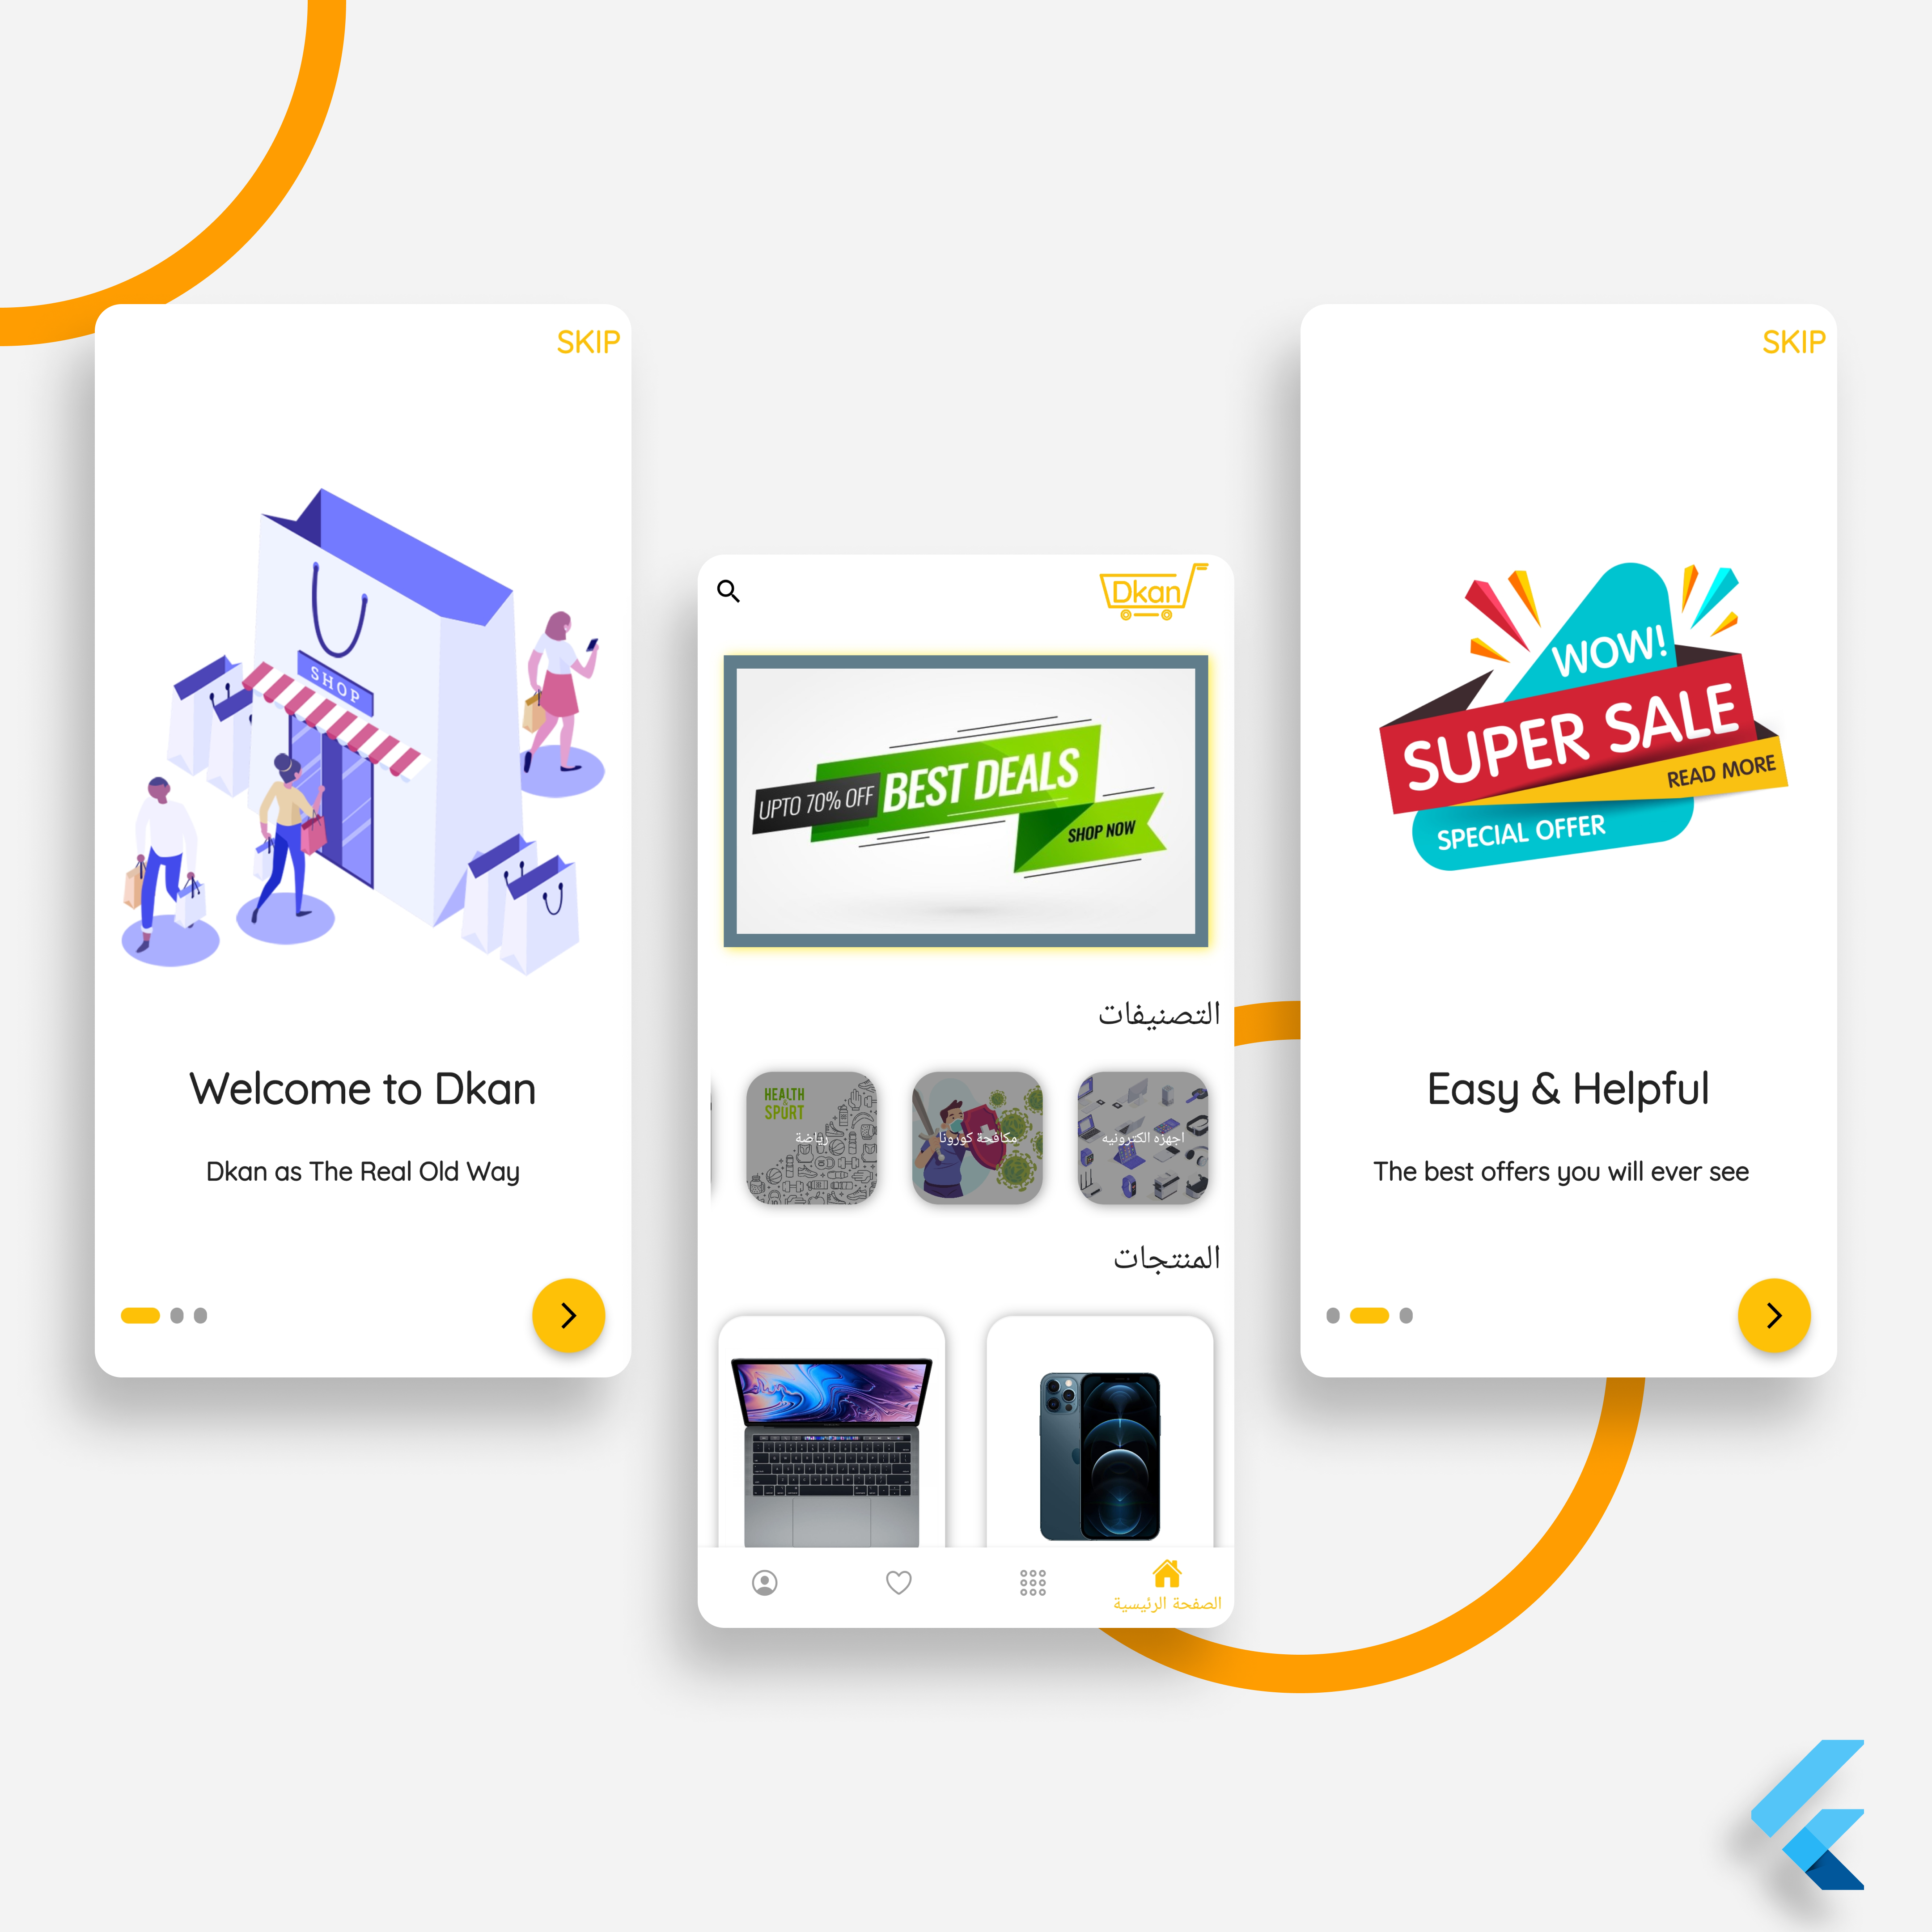 SKIP
SHOP
Welcome to Dkan
Dkan as The Real Old Way
Dkan
UPTO 70% OFF
BEST DEALS
SHOP NOW
التصنيفات
اجهزه الكترونيه
مكافحة كورونا
HEALTH
&
SPORT
رياضة
المنتجات
الصفحة الرئيسية
SKIP
WOW!
SUPER SALE
READ MORE
SPECIAL OFFER
Easy & Helpful
The best offers you will ever see